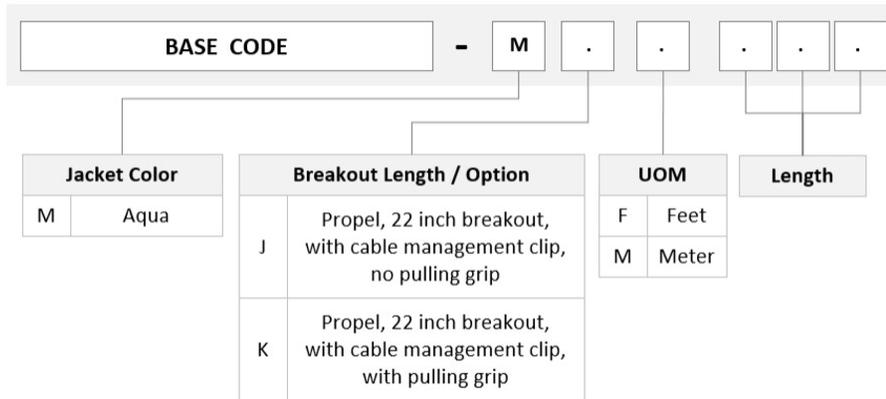 BASE CODE - M . . . . .
Jacket Color
M Aqua
Breakout Length / Option
J Propel, 22 inch breakout,
with cable management clip,
no pulling grip
K Propel, 22 inch breakout,
with cable management clip,
with pulling grip
UOM
F Feet
M Meter
Length